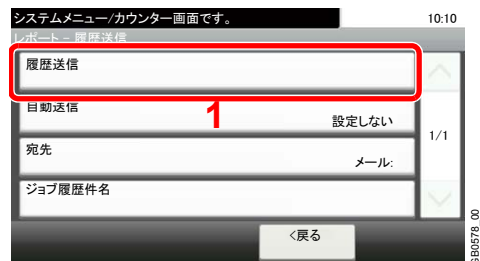 システムメニュー/カウンター画面です。
10:10
レポート - 履歴送信
履歴送信
1
自動送信
設定しない
1/1
宛先
メール:
ジョブ履歴件名
<戻る
GB0578_00